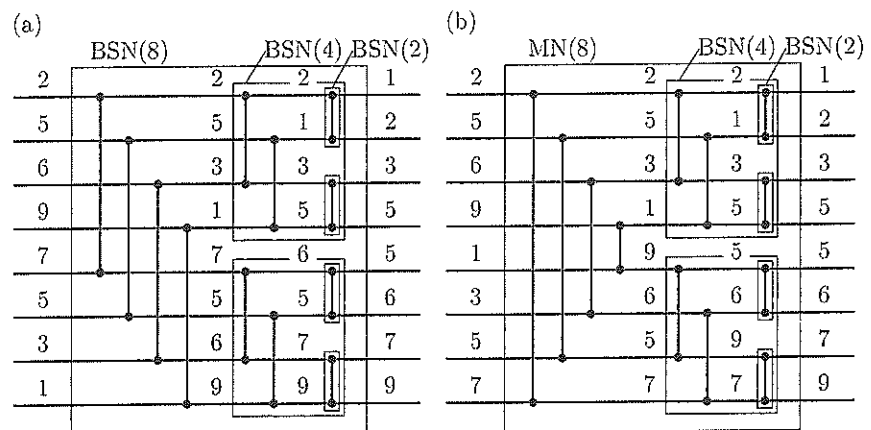 (a)
BSN(8) BSN(4) BSN(2)
2 2 2 1
5 5 1 2
6 3 3 3
9 1 5 5
7 7 6 5
5 5 5 6
3 6 7 7
1 9 9 9
(b)
MN(8) BSN(4) BSN(2)
2 2 2 1
5 5 1 2
6 3 3 3
9 1 5 5
1 9 5 5
3 6 6 6
5 5 9 7
7 7 7 9